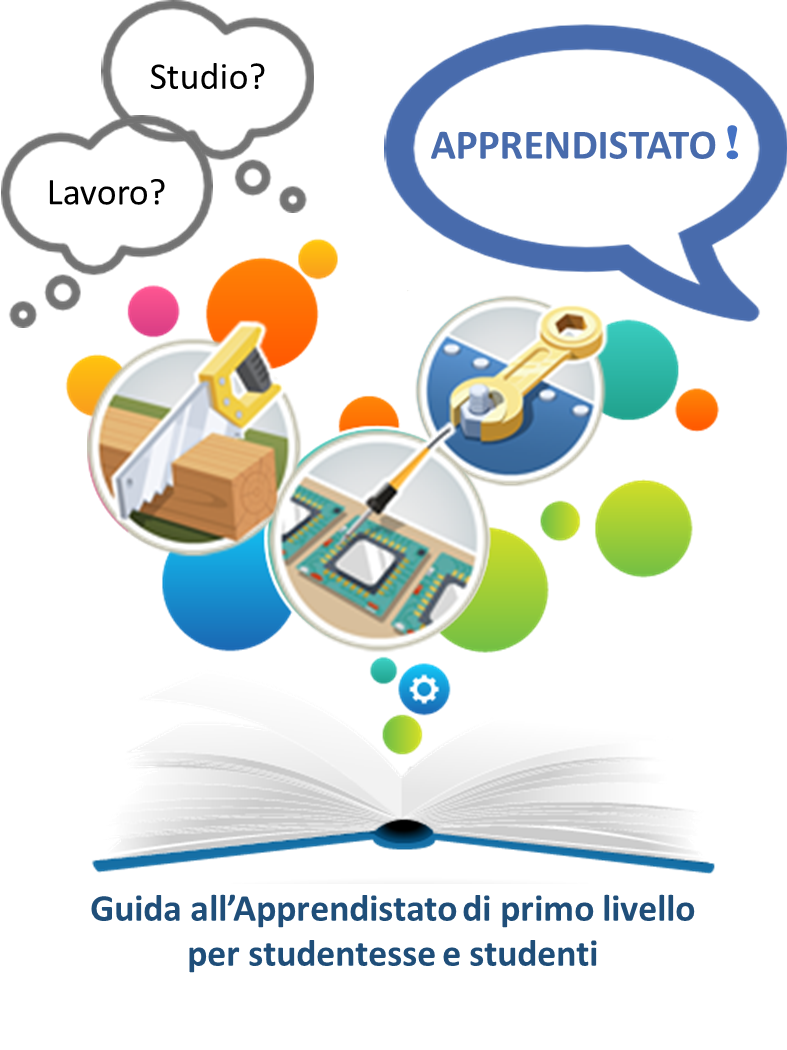 Studio?
Lavoro?
APPRENDISTATO !
Guida all’Apprendistato di primo livello
per studentesse e studenti